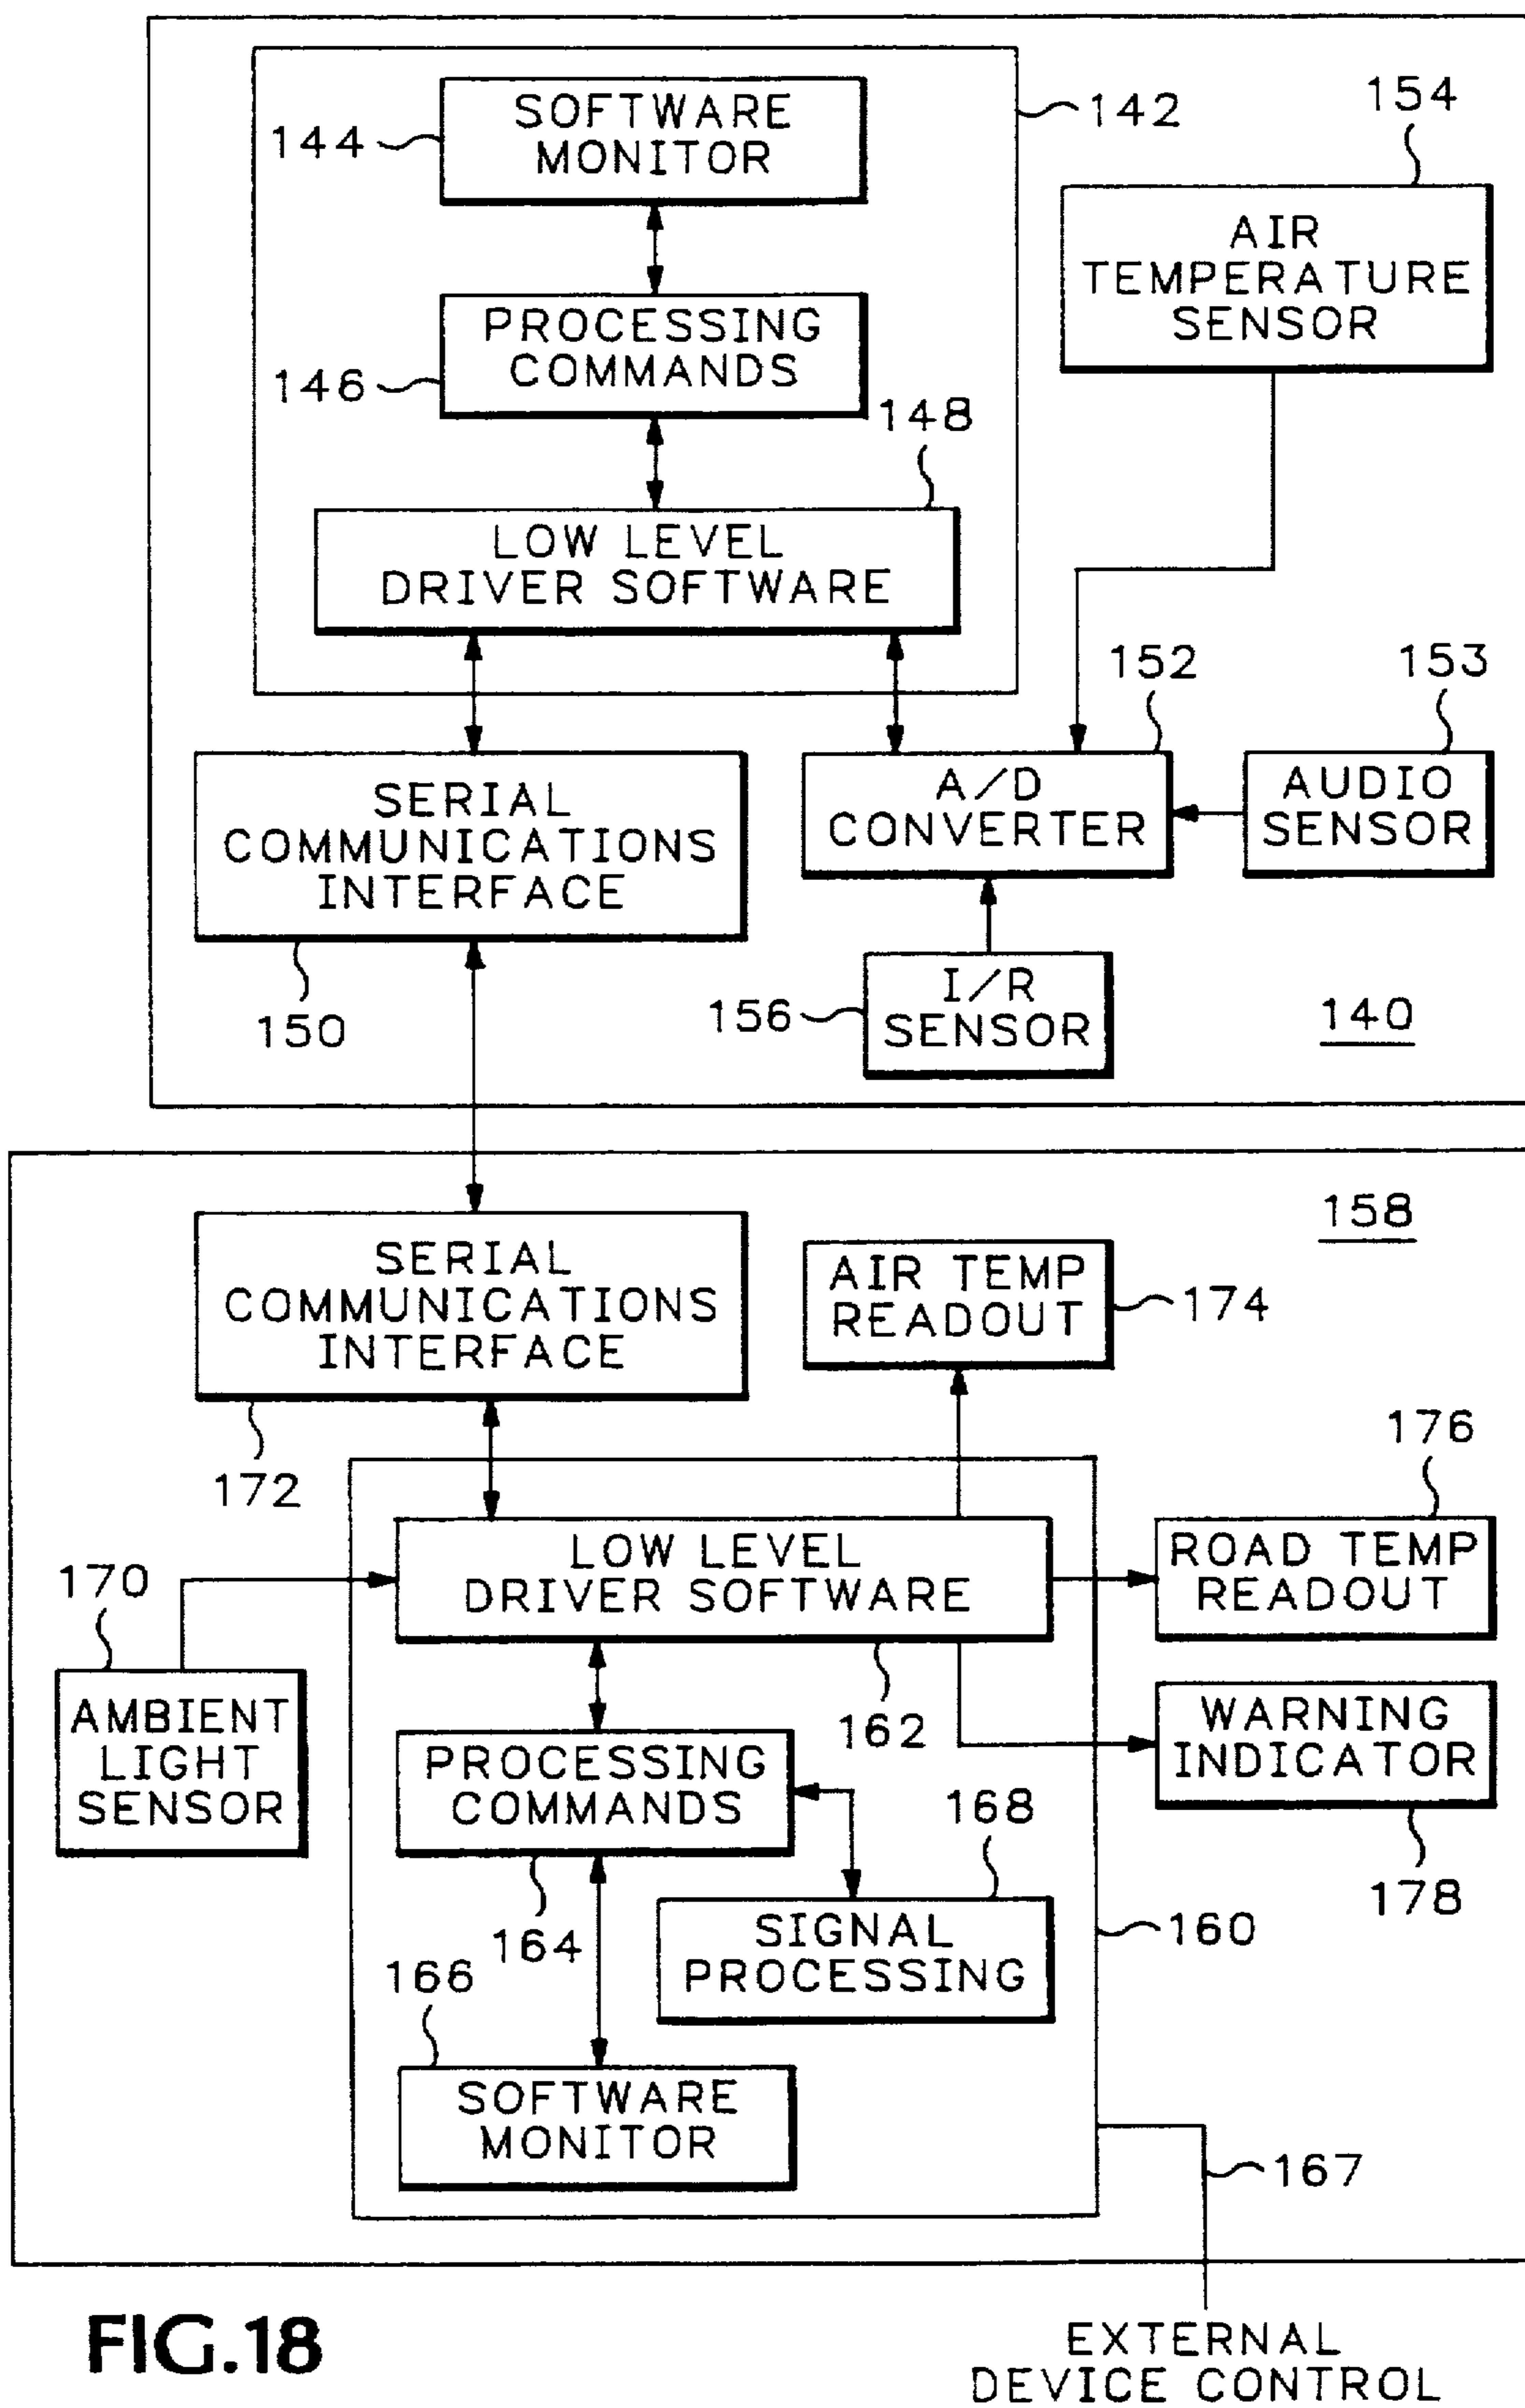 SOFTWARE
MONITOR
144
142
154
AIR
TEMPERATURE
SENSOR
PROCESSING
COMMANDS
146
148
LOW LEVEL
DRIVER SOFTWARE
152
153
SERIAL
COMMUNICATIONS
INTERFACE
A/D
CONVERTER
AUDIO
SENSOR
150
156
I/R
SENSOR
140
158
SERIAL
COMMUNICATIONS
INTERFACE
AIR TEMP
READOUT
174
172
176
LOW LEVEL
DRIVER SOFTWARE
ROAD TEMP
READOUT
170
AMBIENT
LIGHT
SENSOR
162
WARNING
INDICATOR
PROCESSING
COMMANDS
168
178
164
SIGNAL
PROCESSING
160
166
SOFTWARE
MONITOR
167
FIG.18
EXTERNAL
DEVICE CONTROL